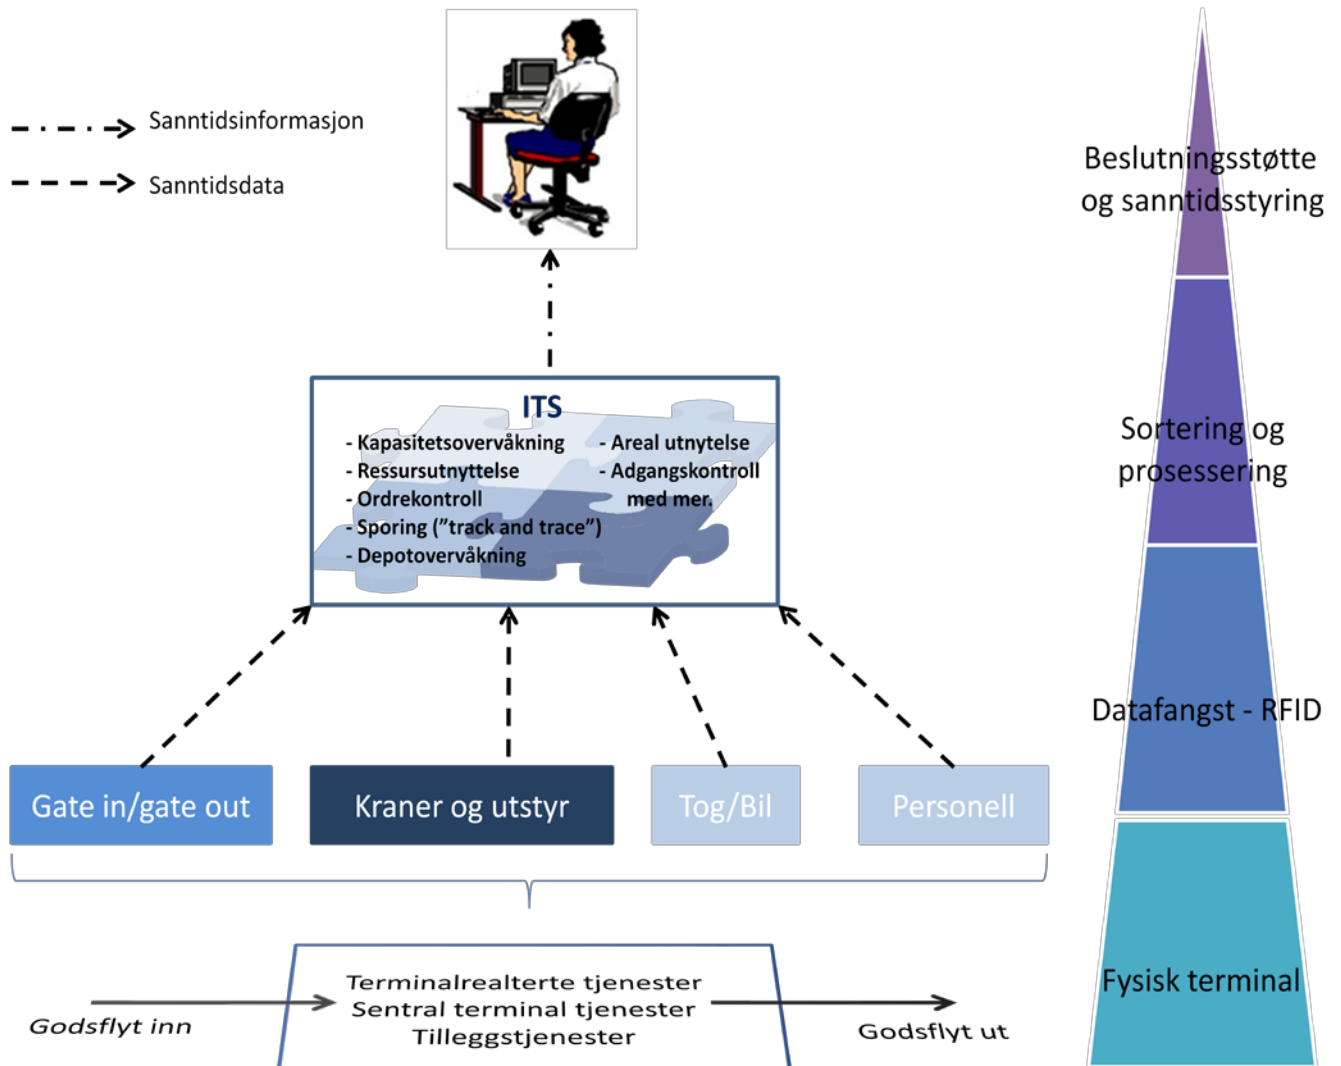 Sanntidsinformasjon
Sanntidsdata
ITS
- Kapasitetsovervåkning
- Ressursutnyttelse
- Ordrekontroll
- Sporing (”track and trace”)
- Depotovervåkning
- Areal utnytelse
- Adgangskontroll
med mer.
Gate in/gate out
Kraner og utstyr
Tog/Bil
Personell
Godsflyt inn
Terminalrealterte tjenester
Sentral terminal tjenester
Tilleggstjenester
Godsflyt ut
Beslutningsstøtte
og sanntidsstyring
Sortering og
prosessering
Datafangst - RFID
Fysisk terminal